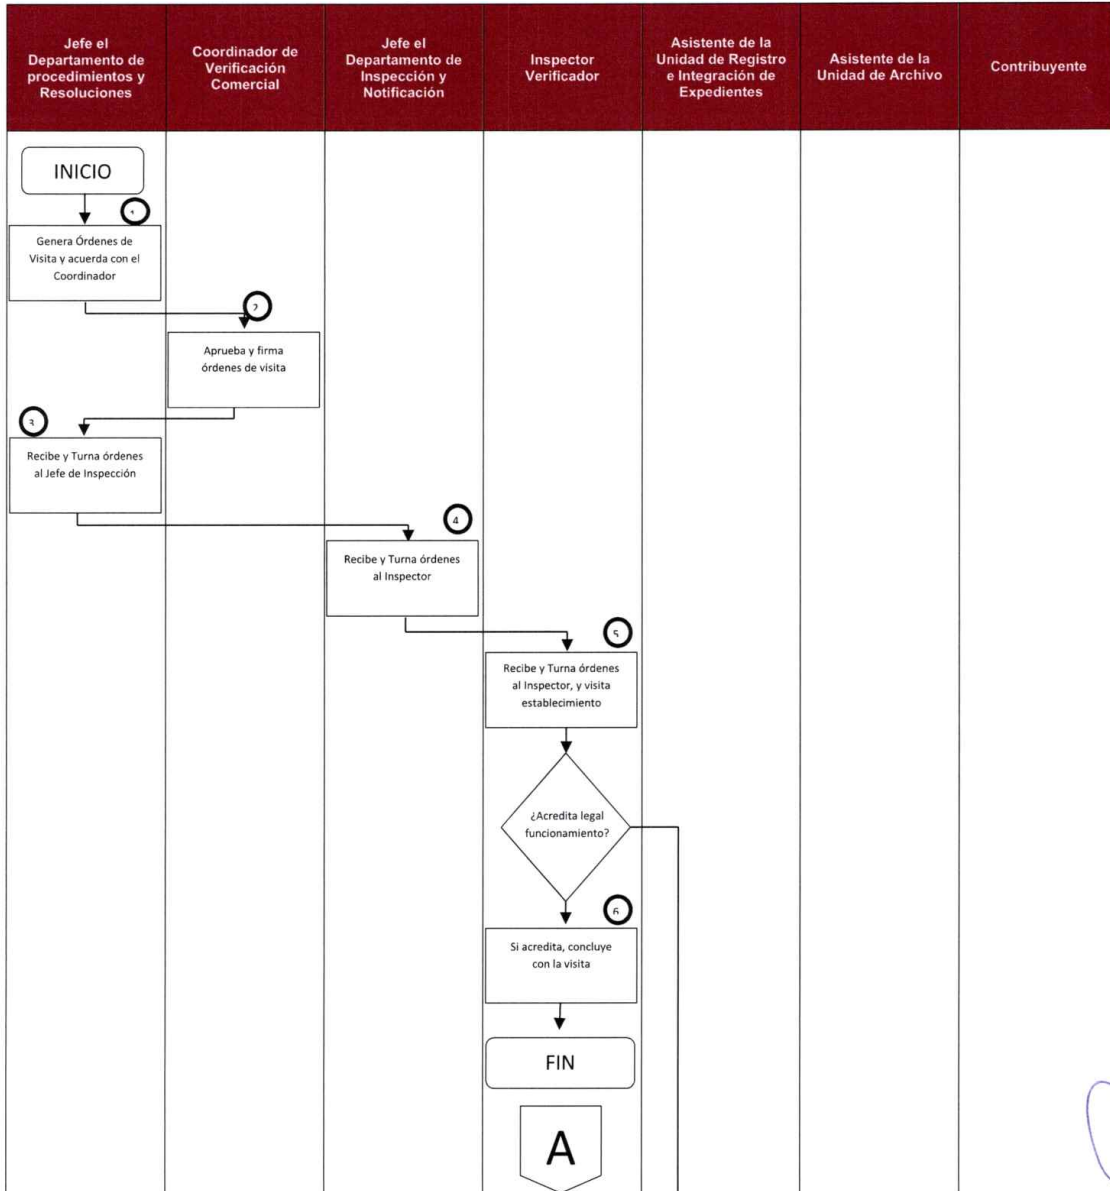 Jefe el
Departamento de
procedimientos y
Resoluciones
Coordinador de
Verificación
Comercial
Jefe el
Departamento de
Inspección y
Notificación
Inspector
Verificador
Asistente de la
Unidad de Registro
e Integración de
Expedientes
Asistente de la
Unidad de Archivo
Contribuyente
INICIO
Genera Órdenes de
Visita y acuerda con el
Coordinador
2
Aprueba y firma
órdenes de visita
3
Recibe y Turna órdenes
al Jefe de Inspección
4
Recibe y Turna órdenes
al Inspector
5
Recibe y Turna órdenes
al Inspector, y visita
establecimiento
¿Acredita legal
funcionamiento?
6
Si acredita, concluye
con la visita
FIN
A